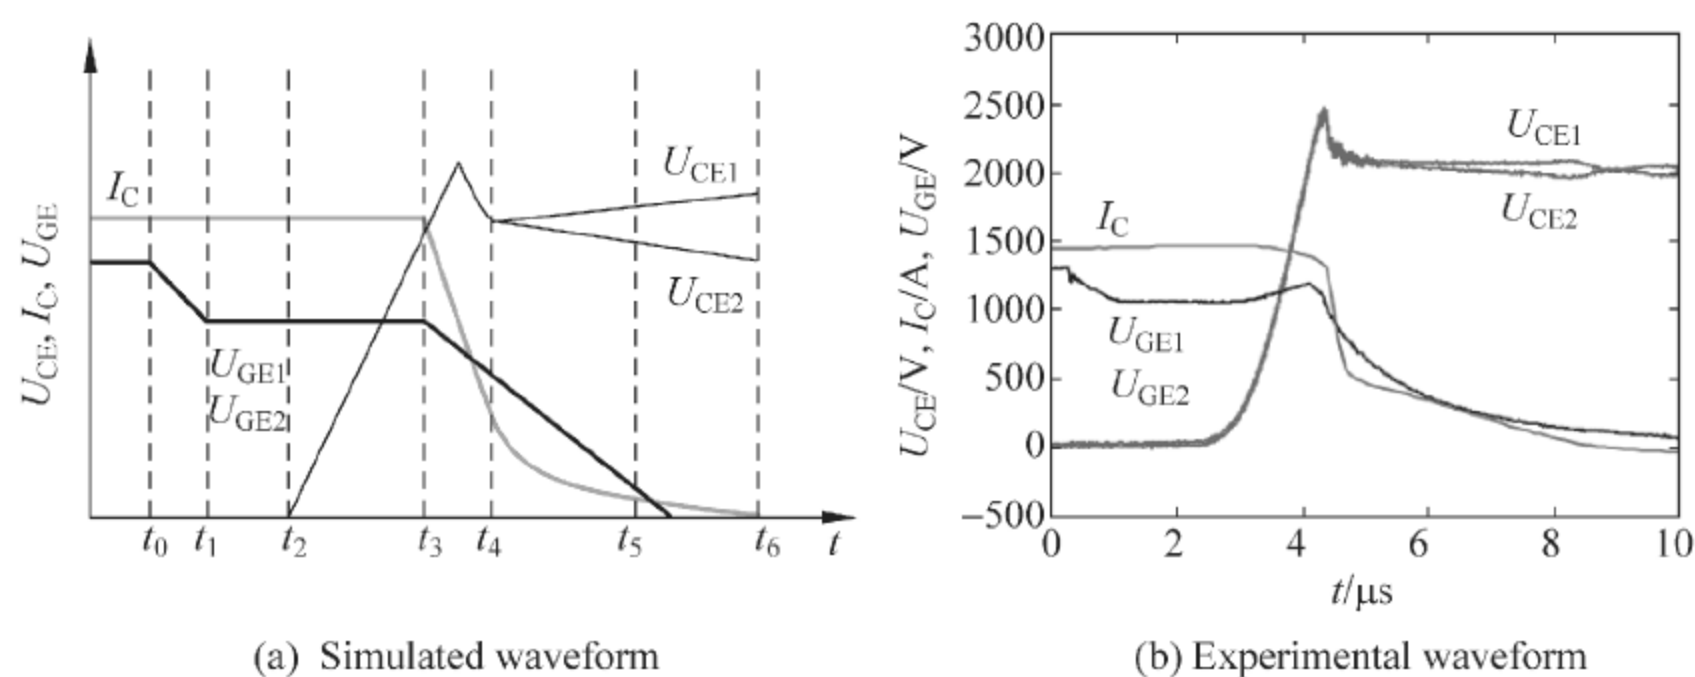 U_CE, I_C, U_GE
I_C
U_CE1
U_CE2
U_GE1
U_GE2
t_0 t_1 t_2 t_3 t_4 t_5 t_6 t
(a) Simulated waveform
U_CE/V, I_C/A, U_GE/V
3000
2500
2000
1500
1000
500
0
–500
U_CE1
U_CE2
I_C
U_GE1
U_GE2
0 2 4 6 8 10
t/μs
(b) Experimental waveform